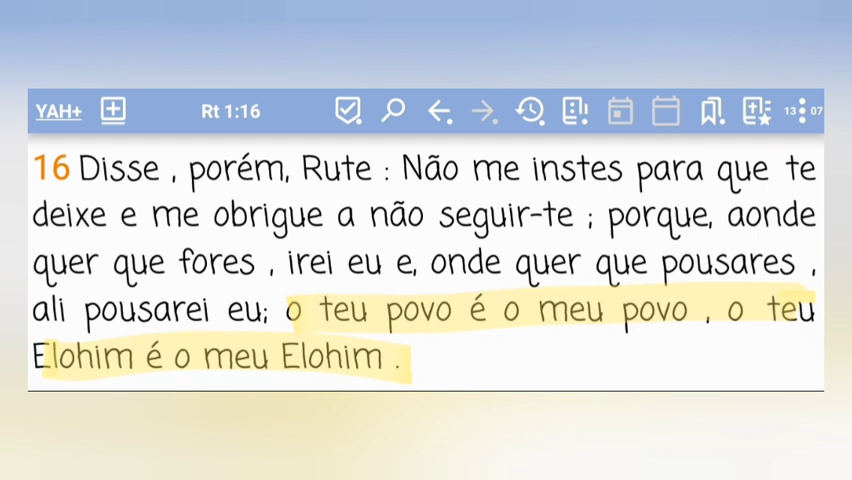 YAH+ Rt 1:16 13 07
16 Disse , porém, Rute : Não me instes para que te
deixe e me obrigue a não seguir-te ; porque, aonde
quer que fores , irei eu e, onde quer que pousares ,
ali pousarei eu; o teu povo é o meu povo , o teu
Elohim é o meu Elohim .